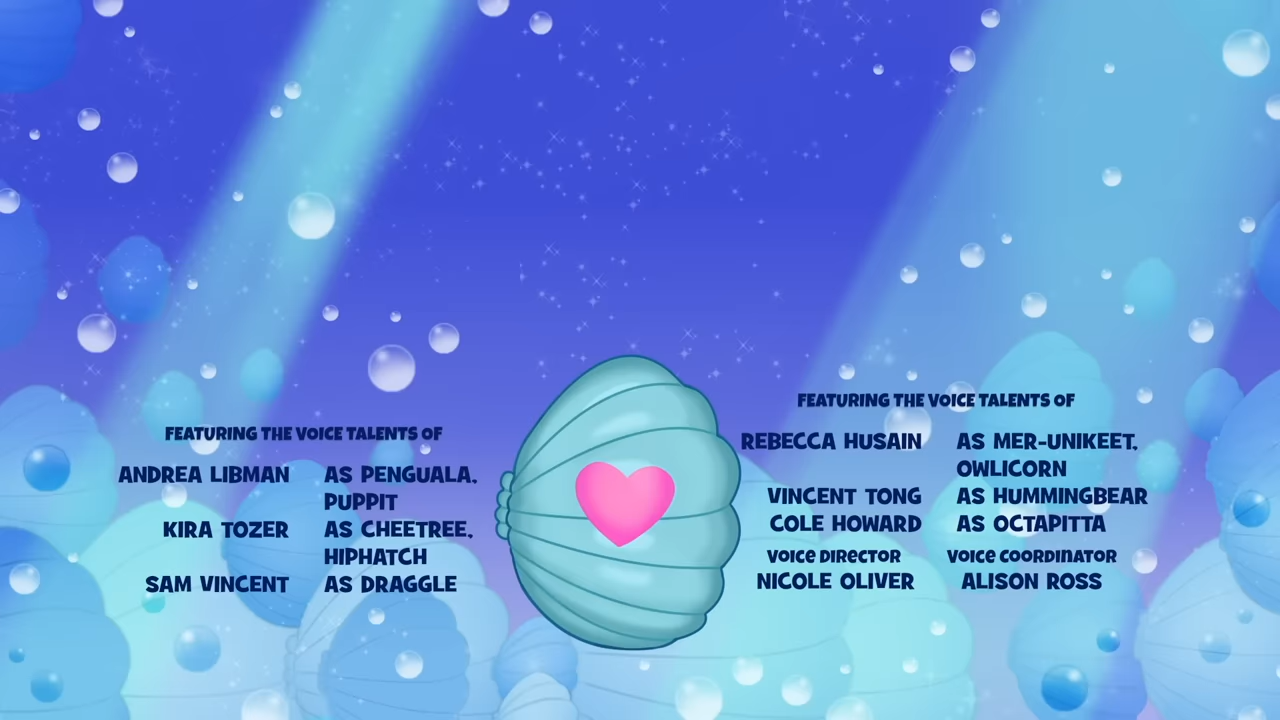 FEATURING THE VOICE TALENTS OF
ANDREA LIBMAN AS PENGUALA,
PUPPIT
KIRA TOZER AS CHEETREE,
HIPHATCH
SAM VINCENT AS DRAGGLE
FEATURING THE VOICE TALENTS OF
REBECCA HUSAIN AS MER-UNIKEET,
OWLICORN
VINCENT TONG AS HUMMINGBEAR
COLE HOWARD AS OCTAPITTA
VOICE DIRECTOR VOICE COORDINATOR
NICOLE OLIVER ALISON ROSS